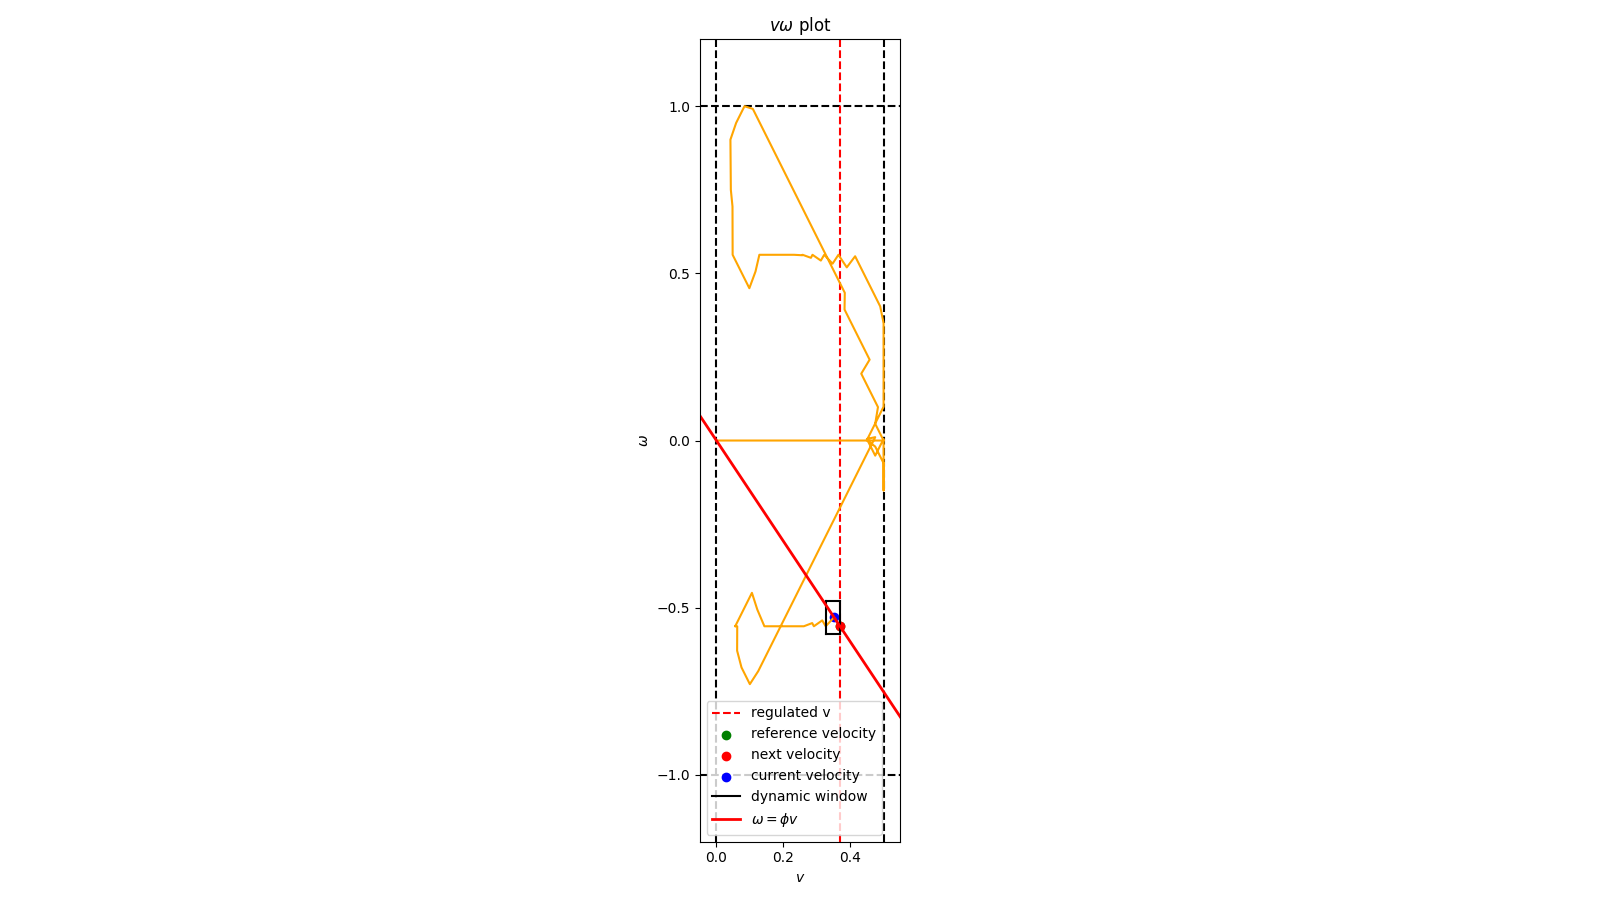 vω plot
1.0
0.5
0.0
−0.5
−1.0
ω
regulated v
reference velocity
next velocity
current velocity
dynamic window
ω = ϕv
0.0 0.2 0.4
v